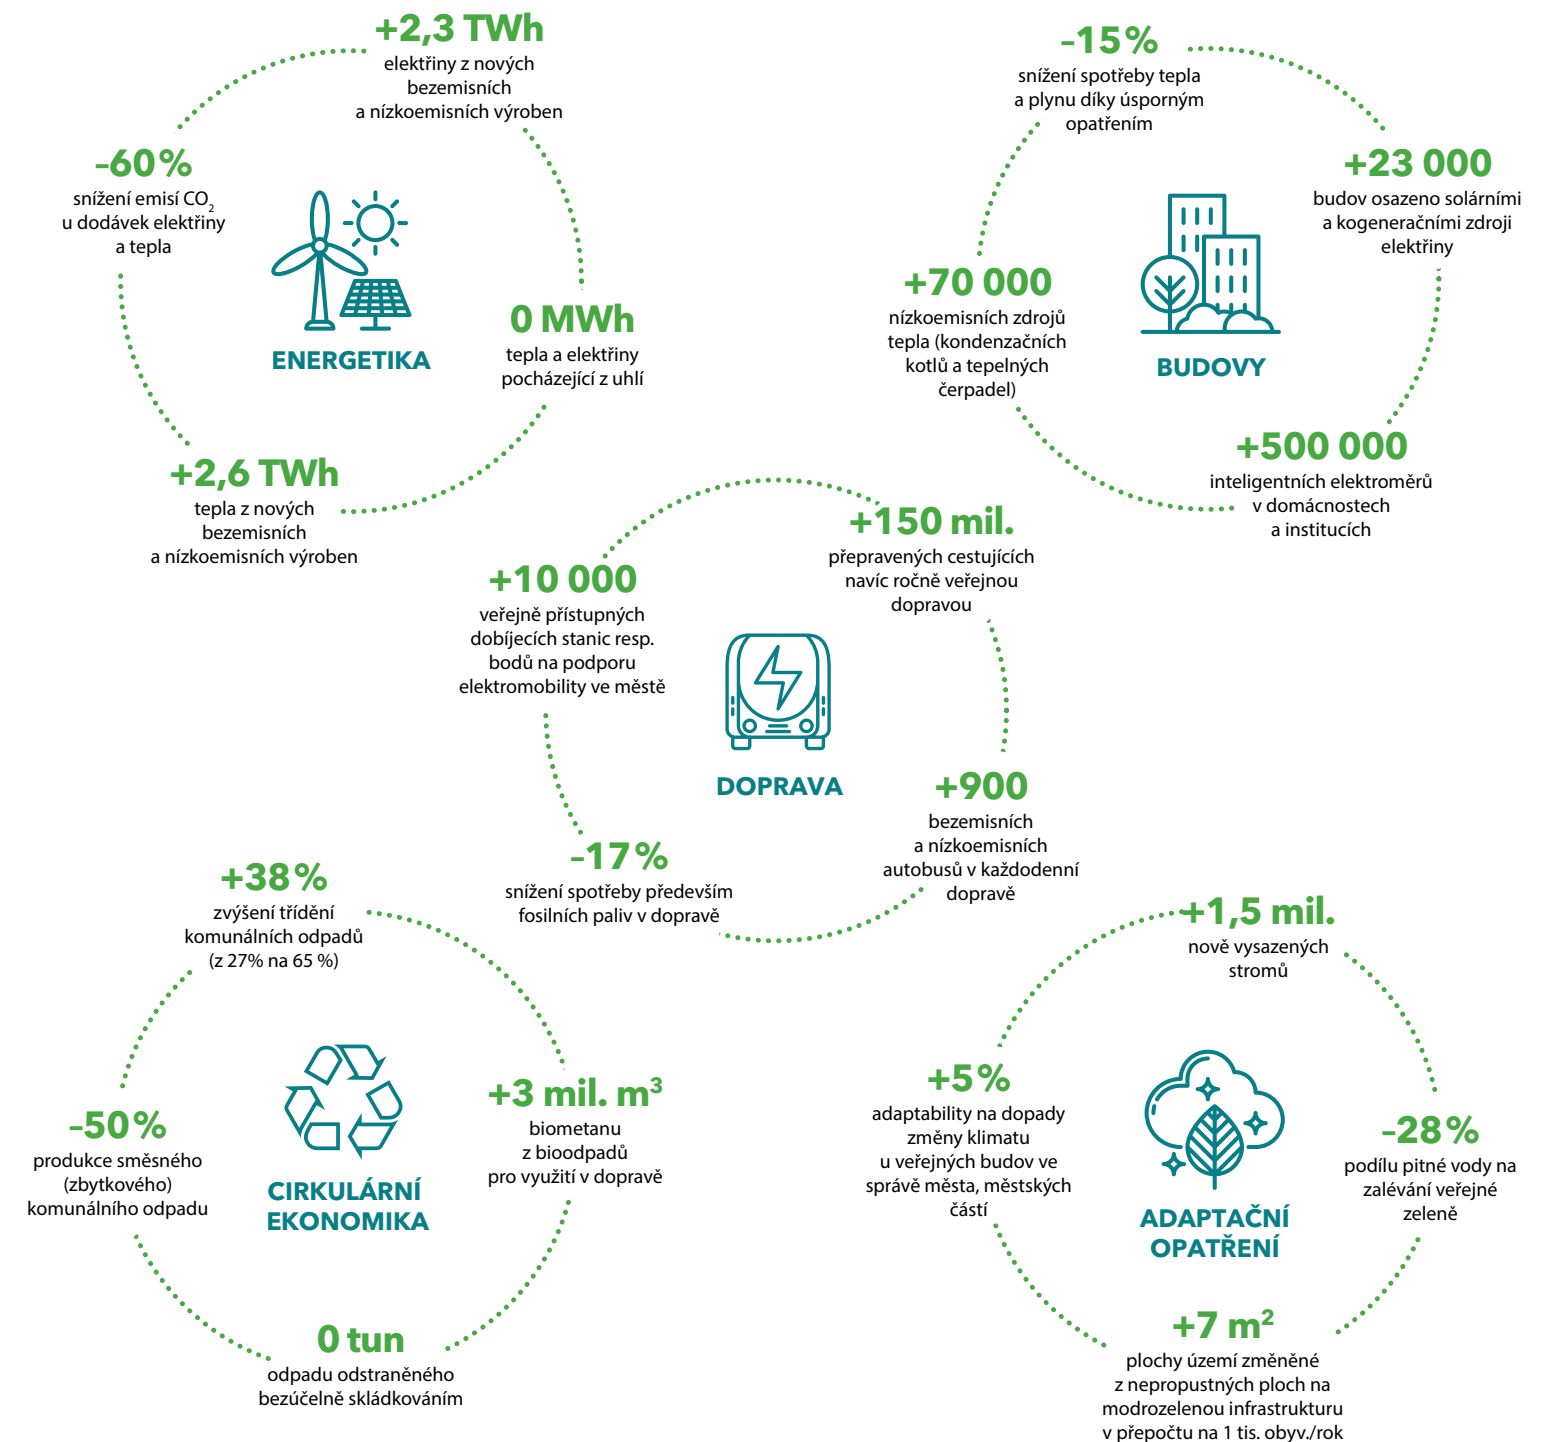 +2,3 TWh
elektřiny z nových
bezemisních
a nízkoemisních výroben
–60 %
snížení emisí CO₂
u dodávek elektřiny
a tepla
0 MWh
tepla a elektřiny
pocházející z uhlí
ENERGETIKA
+2,6 TWh
tepla z nových
bezemisních
a nízkoemisních výroben
–15 %
snížení spotřeby tepla
a plynu díky úsporným
opatřením
+23 000
budov osazeno solárními
a kogeneračními zdroji
elektřiny
+70 000
nízkoemisních zdrojů
tepla (kondenzačních
kotlů a tepelných
čerpadel)
BUDOVY
+500 000
inteligentních elektroměrů
v domácnostech
a institucích
+150 mil.
přepravených cestujících
navíc ročně veřejnou
dopravou
+10 000
veřejně přístupných
dobíjecích stanic resp.
bodů na podporu
elektromobility ve městě
DOPRAVA
+900
bezemisních
a nízkoemisních
autobusů v každodenní
dopravě
–17 %
snížení spotřeby především
fosilních paliv v dopravě
+38 %
zvýšení třídění
komunálních odpadů
(z 27% na 65 %)
+3 mil. m³
biometanu
z bioodpadů
pro využití v dopravě
–50 %
produkce směsného
(zbytkového)
komunálního odpadu
CIRKULÁRNÍ
EKONOMIKA
0 tun
odpadu odstraněného
bezúčelně skládkováním
+1,5 mil.
nově vysazených
stromů
+5 %
adaptability na dopady
změny klimatu
u veřejných budov ve
správě města, městských
částí
–28 %
podílu pitné vody na
zalévání veřejné
zeleně
ADAPTAČNÍ
OPATŘENÍ
+7 m²
plochy území změněné
z nepropustných ploch na
modrozelenou infrastrukturu
v přepočtu na 1 tis. obyv./rok